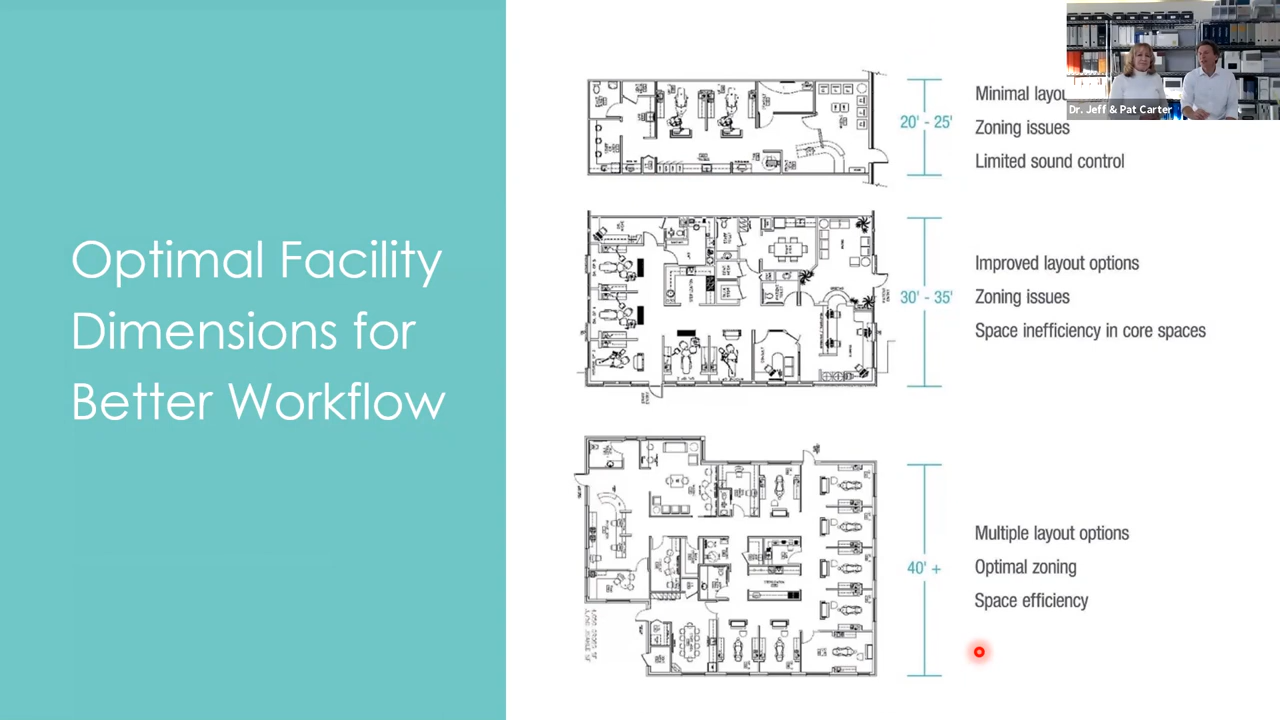 Optimal Facility
Dimensions for
Better Workflow
20' - 25'
Minimal
Zoning issues
Limited sound control
Dr. Jeff & Pat Carter
30' - 35'
Improved layout options
Zoning issues
Space inefficiency in core spaces
40' +
Multiple layout options
Optimal zoning
Space efficiency